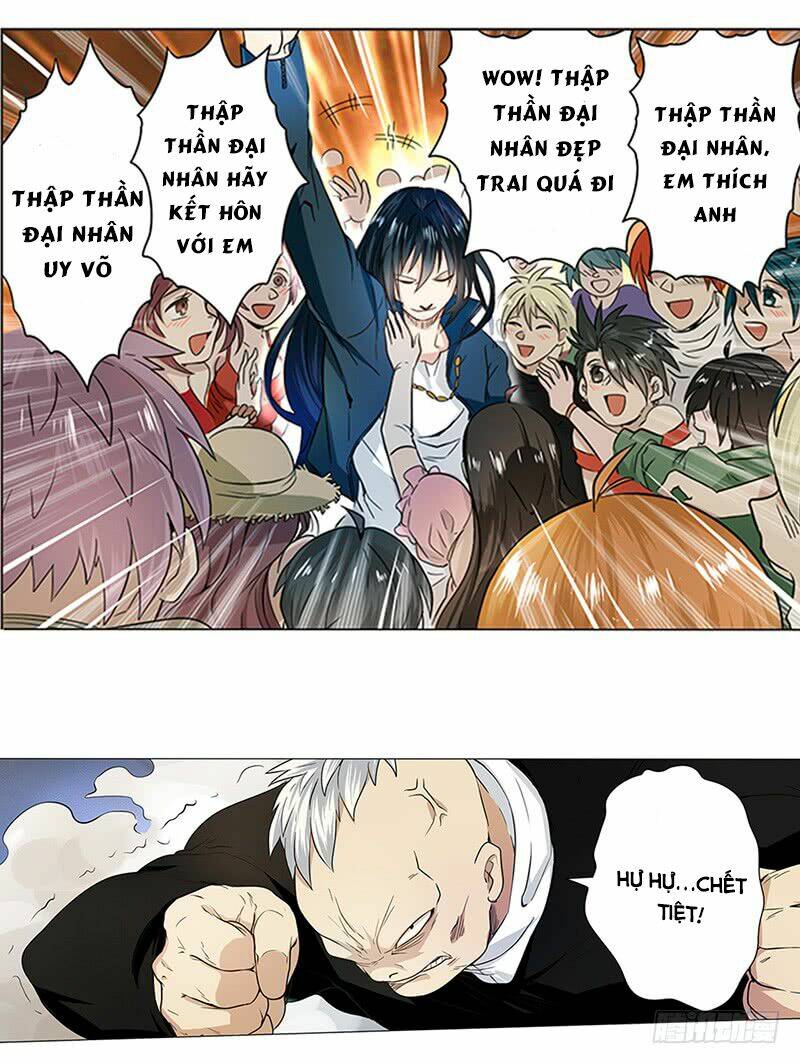 THẬP THẦN
ĐẠI NHÂN
UY VÕ
THẬP
THẦN ĐẠI
NHÂN HÃY
KẾT HÔN
VỚI EM
WOW! THẬP
THẦN ĐẠI
NHÂN ĐẸP
TRAI QUÁ ĐI
THẬP THẦN
ĐẠI NHÂN,
EM THÍCH
ANH
HỰ HỰ...CHẾT
TIỆT!